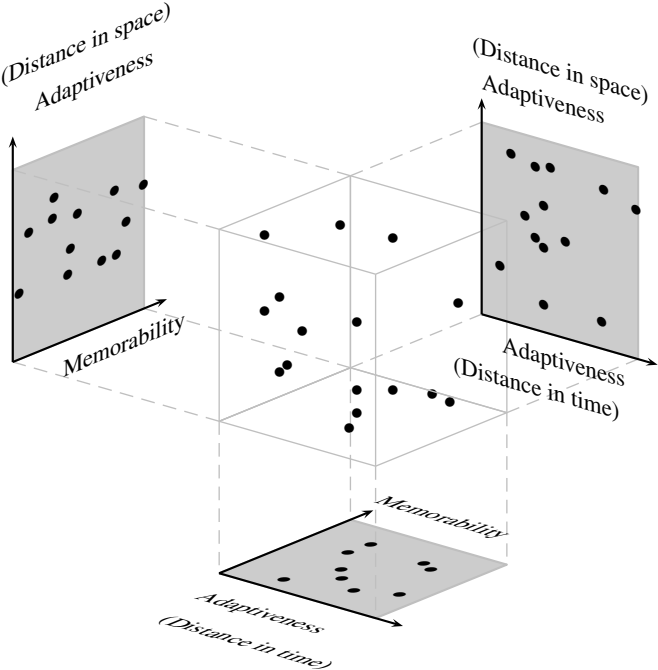 (Distance in space)
Adaptiveness
Memorability
(Distance in space)
Adaptiveness
Adaptiveness
(Distance in time)
Memorability
Adaptiveness
(Distance in time)